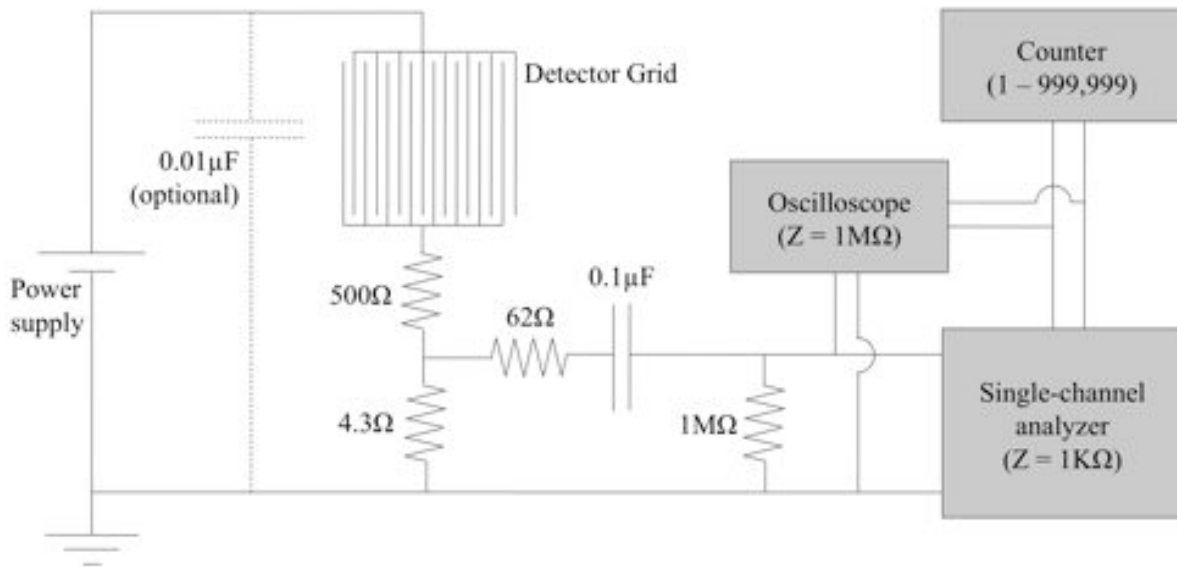 Counter
(1 – 999,999)
Detector Grid
0.01µF
(optional)
Oscilloscope
(Z = 1MΩ)
Power
supply
500Ω
0.1µF
62Ω
4.3Ω
1MΩ
Single-channel
analyzer
(Z = 1KΩ)